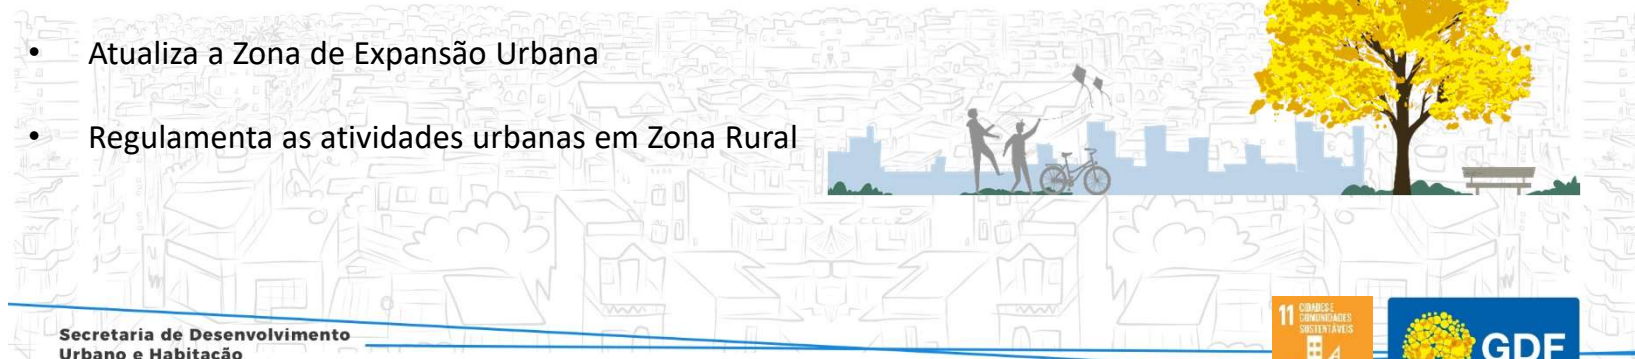 • Atualiza a Zona de Expansão Urbana
• Regulamenta as atividades urbanas em Zona Rural
Secretaria de Desenvolvimento
Urbano e Habitação
11 CIDADES E
COMUNIDADES
SUSTENTÁVEIS
GDF